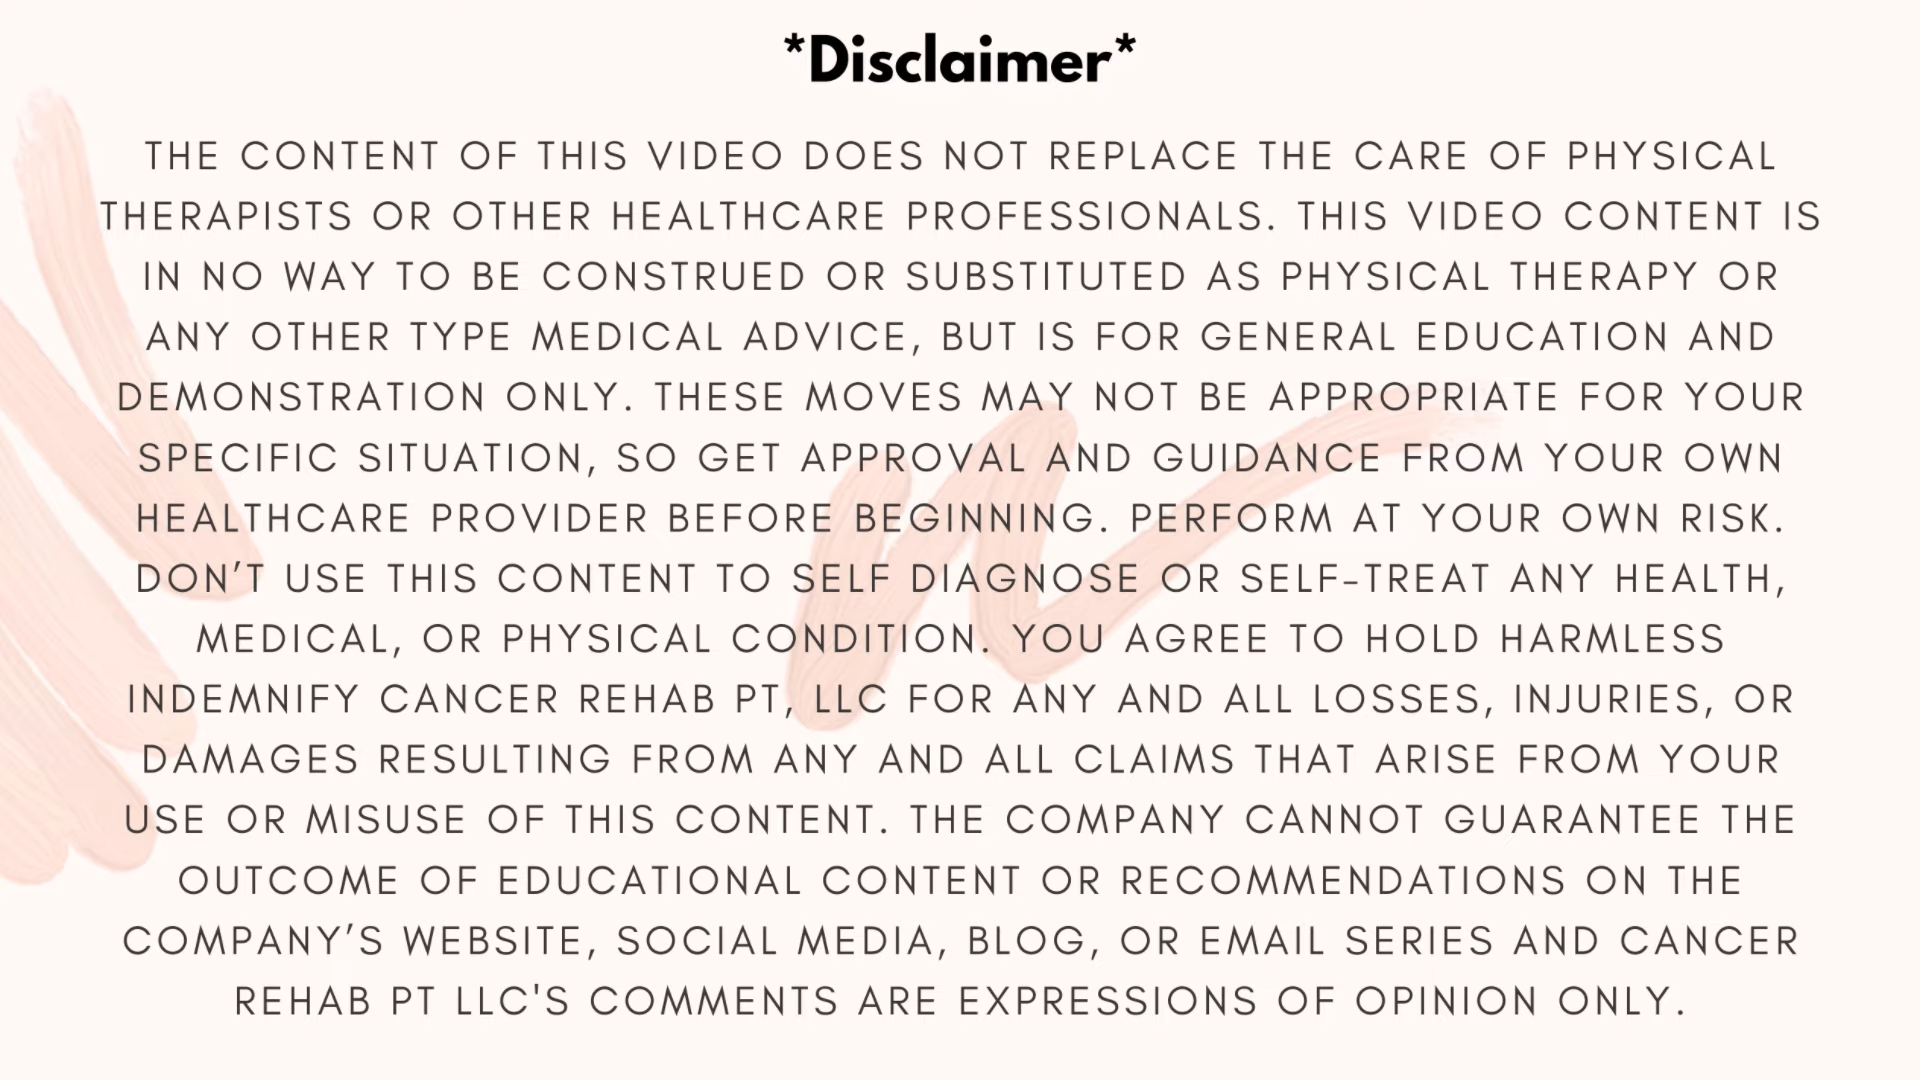 *Disclaimer*
THE CONTENT OF THIS VIDEO DOES NOT REPLACE THE CARE OF PHYSICAL
THERAPISTS OR OTHER HEALTHCARE PROFESSIONALS. THIS VIDEO CONTENT IS
IN NO WAY TO BE CONSTRUED OR SUBSTITUTED AS PHYSICAL THERAPY OR
ANY OTHER TYPE MEDICAL ADVICE, BUT IS FOR GENERAL EDUCATION AND
DEMONSTRATION ONLY. THESE MOVES MAY NOT BE APPROPRIATE FOR YOUR
SPECIFIC SITUATION, SO GET APPROVAL AND GUIDANCE FROM YOUR OWN
HEALTHCARE PROVIDER BEFORE BEGINNING. PERFORM AT YOUR OWN RISK.
DON’T USE THIS CONTENT TO SELF DIAGNOSE OR SELF-TREAT ANY HEALTH,
MEDICAL, OR PHYSICAL CONDITION. YOU AGREE TO HOLD HARMLESS
INDEMNIFY CANCER REHAB PT, LLC FOR ANY AND ALL LOSSES, INJURIES, OR
DAMAGES RESULTING FROM ANY AND ALL CLAIMS THAT ARISE FROM YOUR
USE OR MISUSE OF THIS CONTENT. THE COMPANY CANNOT GUARANTEE THE
OUTCOME OF EDUCATIONAL CONTENT OR RECOMMENDATIONS ON THE
COMPANY’S WEBSITE, SOCIAL MEDIA, BLOG, OR EMAIL SERIES AND CANCER
REHAB PT LLC'S COMMENTS ARE EXPRESSIONS OF OPINION ONLY.